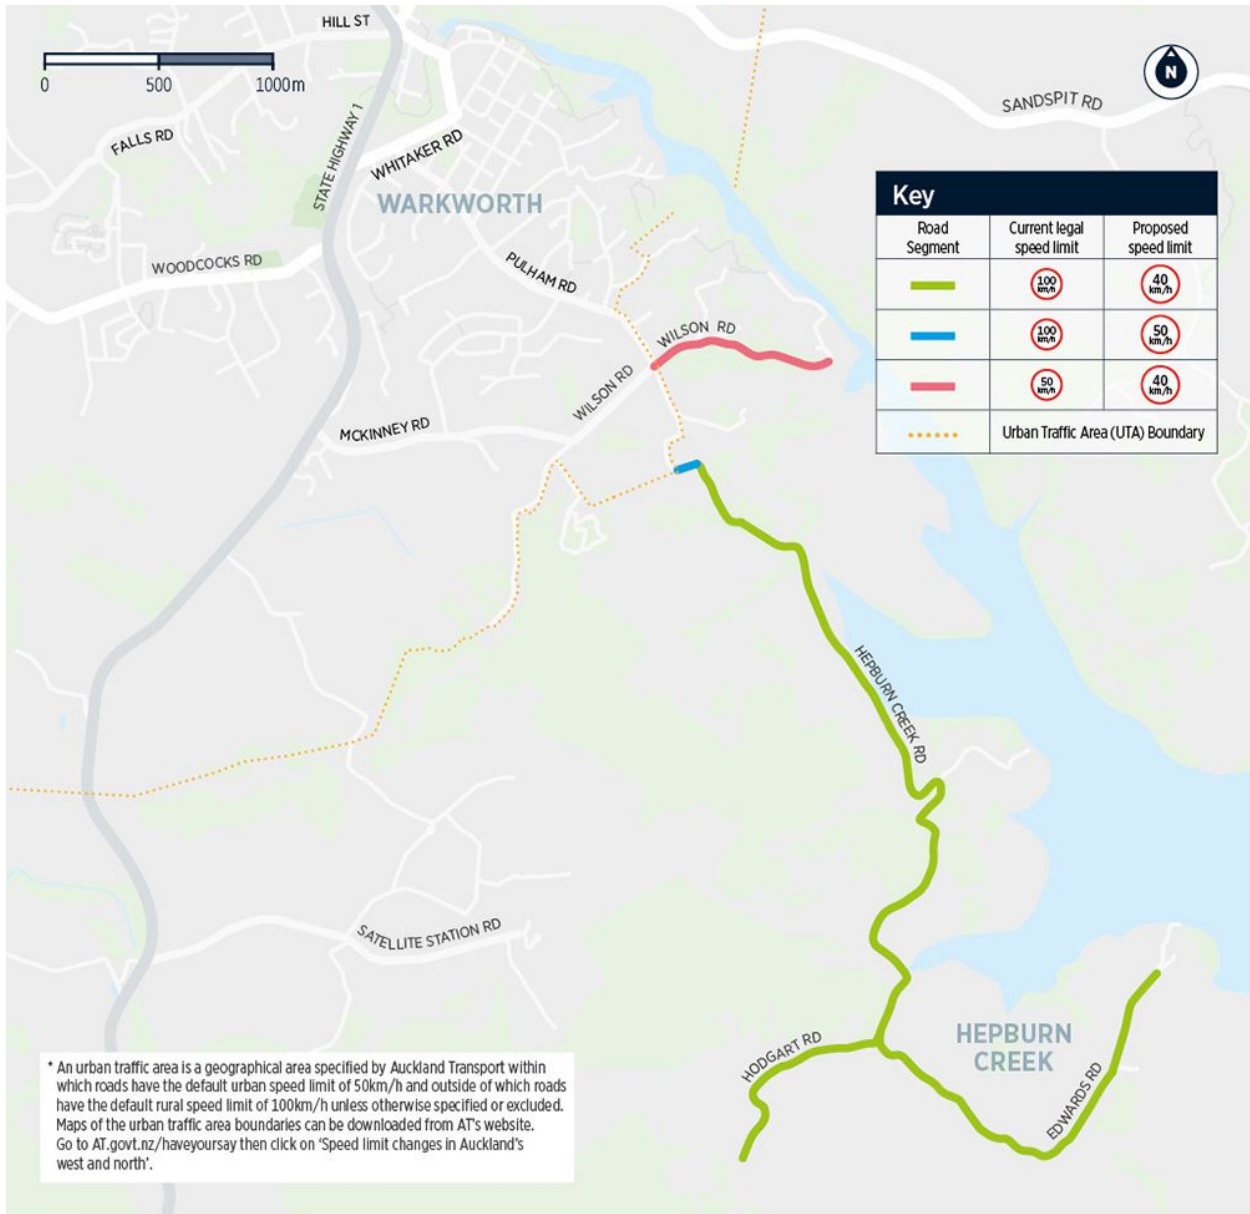 HILL ST
0
500
1000m
N
SANDSPIT RD
FALLS RD
STATE HIGHWAY 1
WHITAKER RD
WARKWORTH
WOODCOCKS RD
PULHAM RD
Key
Road
Segment
Current legal
speed limit
Proposed
speed limit
100
km/h
40
km/h
100
km/h
50
km/h
50
km/h
40
km/h
Urban Traffic Area (UTA) Boundary
WILSON RD
WILSON RD
MCKINNEY RD
HEPBURN CREEK RD
SATELLITE STATION RD
HODGART RD
HEPBURN
CREEK
EDWARDS RD
* An urban traffic area is a geographical area specified by Auckland Transport within
which roads have the default urban speed limit of 50km/h and outside of which roads
have the default rural speed limit of 100km/h unless otherwise specified or excluded.
Maps of the urban traffic area boundaries can be downloaded from AT's website.
Go to AT.govt.nz/haveyoursay then click on 'Speed limit changes in Auckland's
west and north'.